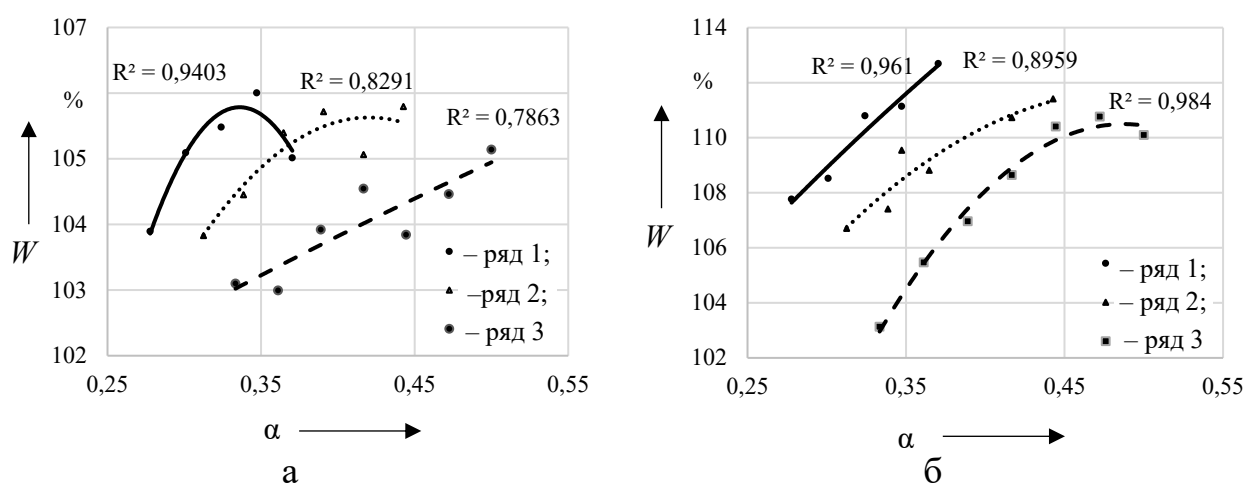 107
R² = 0,9403
R² = 0,8291
%
106
R² = 0,7863
105
104
W
– ряд 1;
103
–ряд 2;
– ряд 3
102
0,25 0,35 0,45 0,55
α
а
114
R² = 0,961
R² = 0,8959
%
112
R² = 0,984
110
108
W
106
– ряд 1;
104
– ряд 2;
– ряд 3
102
0,25 0,35 0,45 0,55
α
б